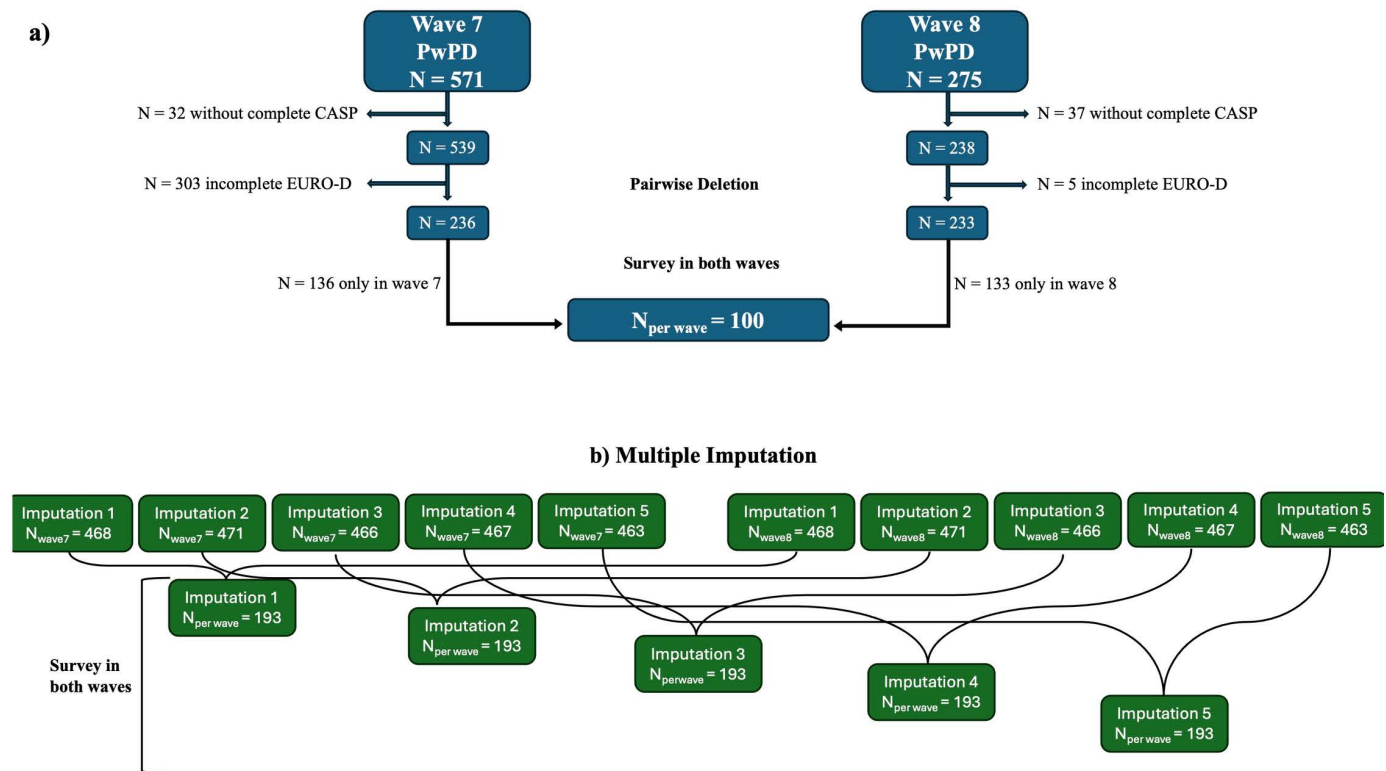 a)
Wave 7
PwPD
N = 571
Wave 8
PwPD
N = 275
N = 32 without complete CASP
N = 37 without complete CASP
N = 539
N = 238
N = 303 incomplete EURO-D
Pairwise Deletion
N = 5 incomplete EURO-D
N = 236
N = 233
Survey in both waves
N = 136 only in wave 7
N = 133 only in wave 8
Nper wave = 100
b) Multiple Imputation
Imputation 1
Nwave7 = 468
Imputation 2
Nwave7 = 471
Imputation 3
Nwave7 = 466
Imputation 4
Nwave7 = 467
Imputation 5
Nwave7 = 463
Imputation 1
Nwave8 = 468
Imputation 2
Nwave8 = 471
Imputation 3
Nwave8 = 466
Imputation 4
Nwave8 = 467
Imputation 5
Nwave8 = 463
Imputation 1
Nper wave = 193
Imputation 2
Nper wave = 193
Imputation 3
Nperwave = 193
Imputation 4
Nper wave = 193
Imputation 5
Nper wave = 193
Survey in
both waves